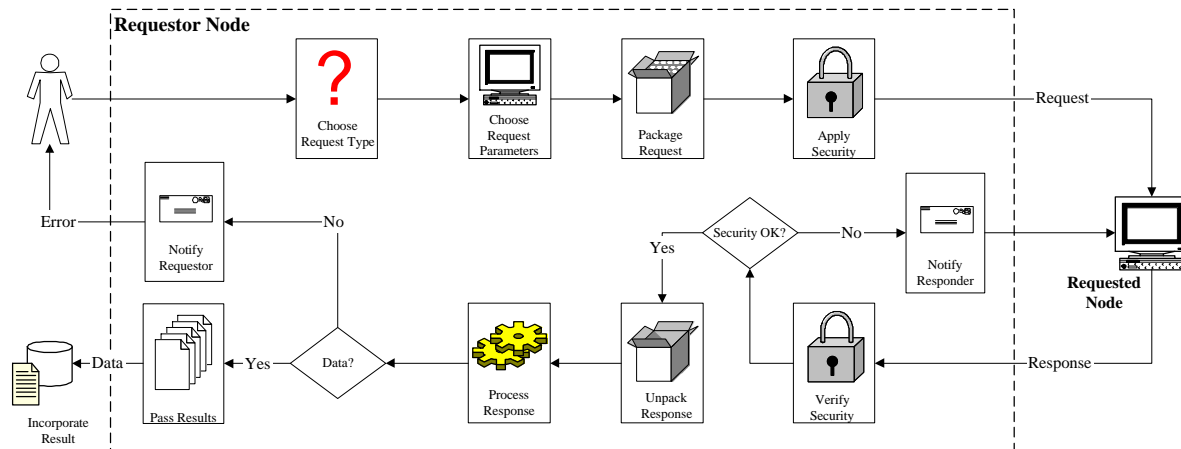 Requestor Node
Choose
Request Type
Choose
Request
Parameters
Package
Request
Apply
Security
Request
Error
Notify
Requestor
No
Yes
Security OK?
No
Notify
Responder
Requested
Node
Incorporate
Result
Data
Pass Results
Yes
Data?
Process
Response
Unpack
Response
Verify
Security
Response